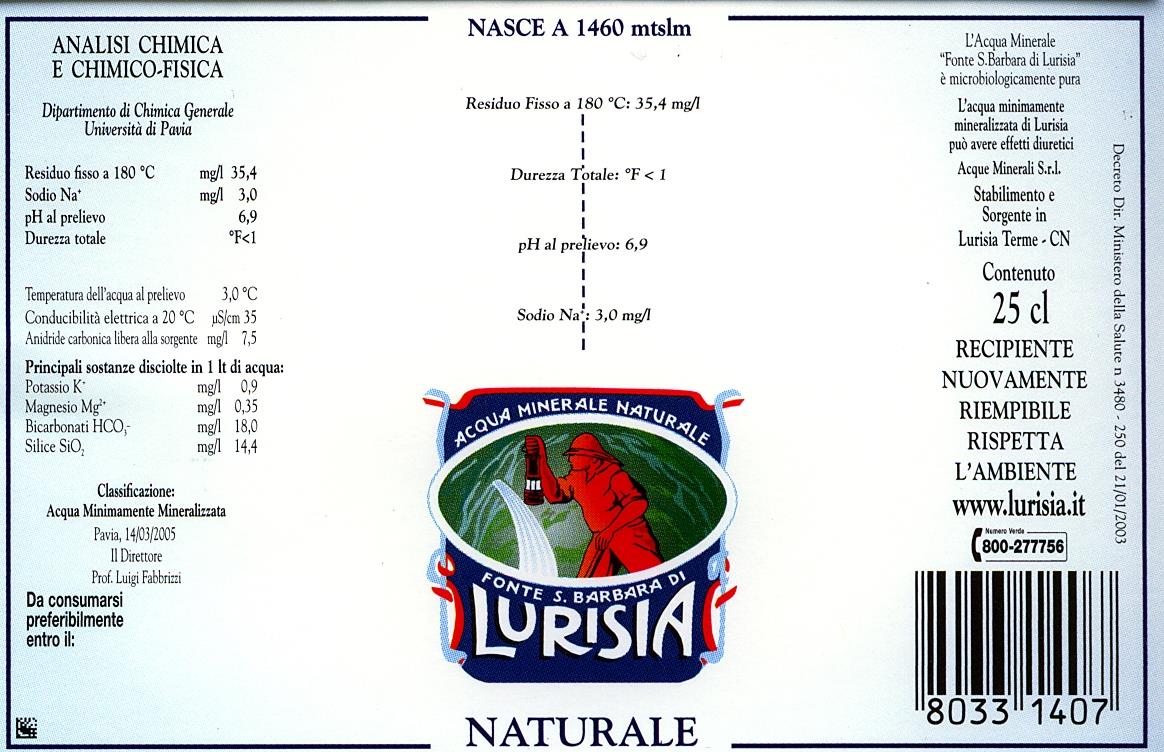 ANALISI CHIMICA
E CHIMICO-FISICA
Dipartimento di Chimica Generale
Università di Pavia
Residuo fisso a 180 °C mg/l 35,4
Sodio Na⁺ mg/l 3,0
pH al prelievo 6,9
Durezza totale °F<1
Temperatura dell'acqua al prelievo 3,0 °C
Conducibilità elettrica a 20 °C µS/cm 35
Anidride carbonica libera alla sorgente mg/l 7,5
Principali sostanze disciolte in 1 lt di acqua:
Potassio K⁺ mg/l 0,9
Magnesio Mg²⁺ mg/l 0,35
Bicarbonati HCO₃- mg/l 18,0
Silice SiO₂ mg/l 14,4
Classificazione:
Acqua Minimamente Mineralizzata
Pavia, 14/03/2005
Il Direttore
Prof. Luigi Fabbrizzi
Da consumarsi
preferibilmente
entro il:
NASCE A 1460 mtslm
Residuo Fisso a 180 °C: 35,4 mg/l
Durezza Totale: °F < 1
pH al prelievo: 6,9
Sodio Na⁺: 3,0 mg/l
ACQUA MINERALE NATURALE
FONTE S. BARBARA DI
LURISIA
NATURALE
L'Acqua Minerale
"Fonte S.Barbara di Lurisia"
è microbiologicamente pura
L'acqua minimamente
mineralizzata di Lurisia
può avere effetti diuretici
Acque Minerali S.r.l.
Stabilimento e
Sorgente in
Lurisia Terme - CN
Contenuto
25 cl
RECIPIENTE
NUOVAMENTE
RIEMPIBILE
RISPETTA
L'AMBIENTE
www.lurisia.it
Numero Verde
800-277756
8033 1407
Decreto Dir. Ministero della Salute n 3480 - 250 del 21/01/2003